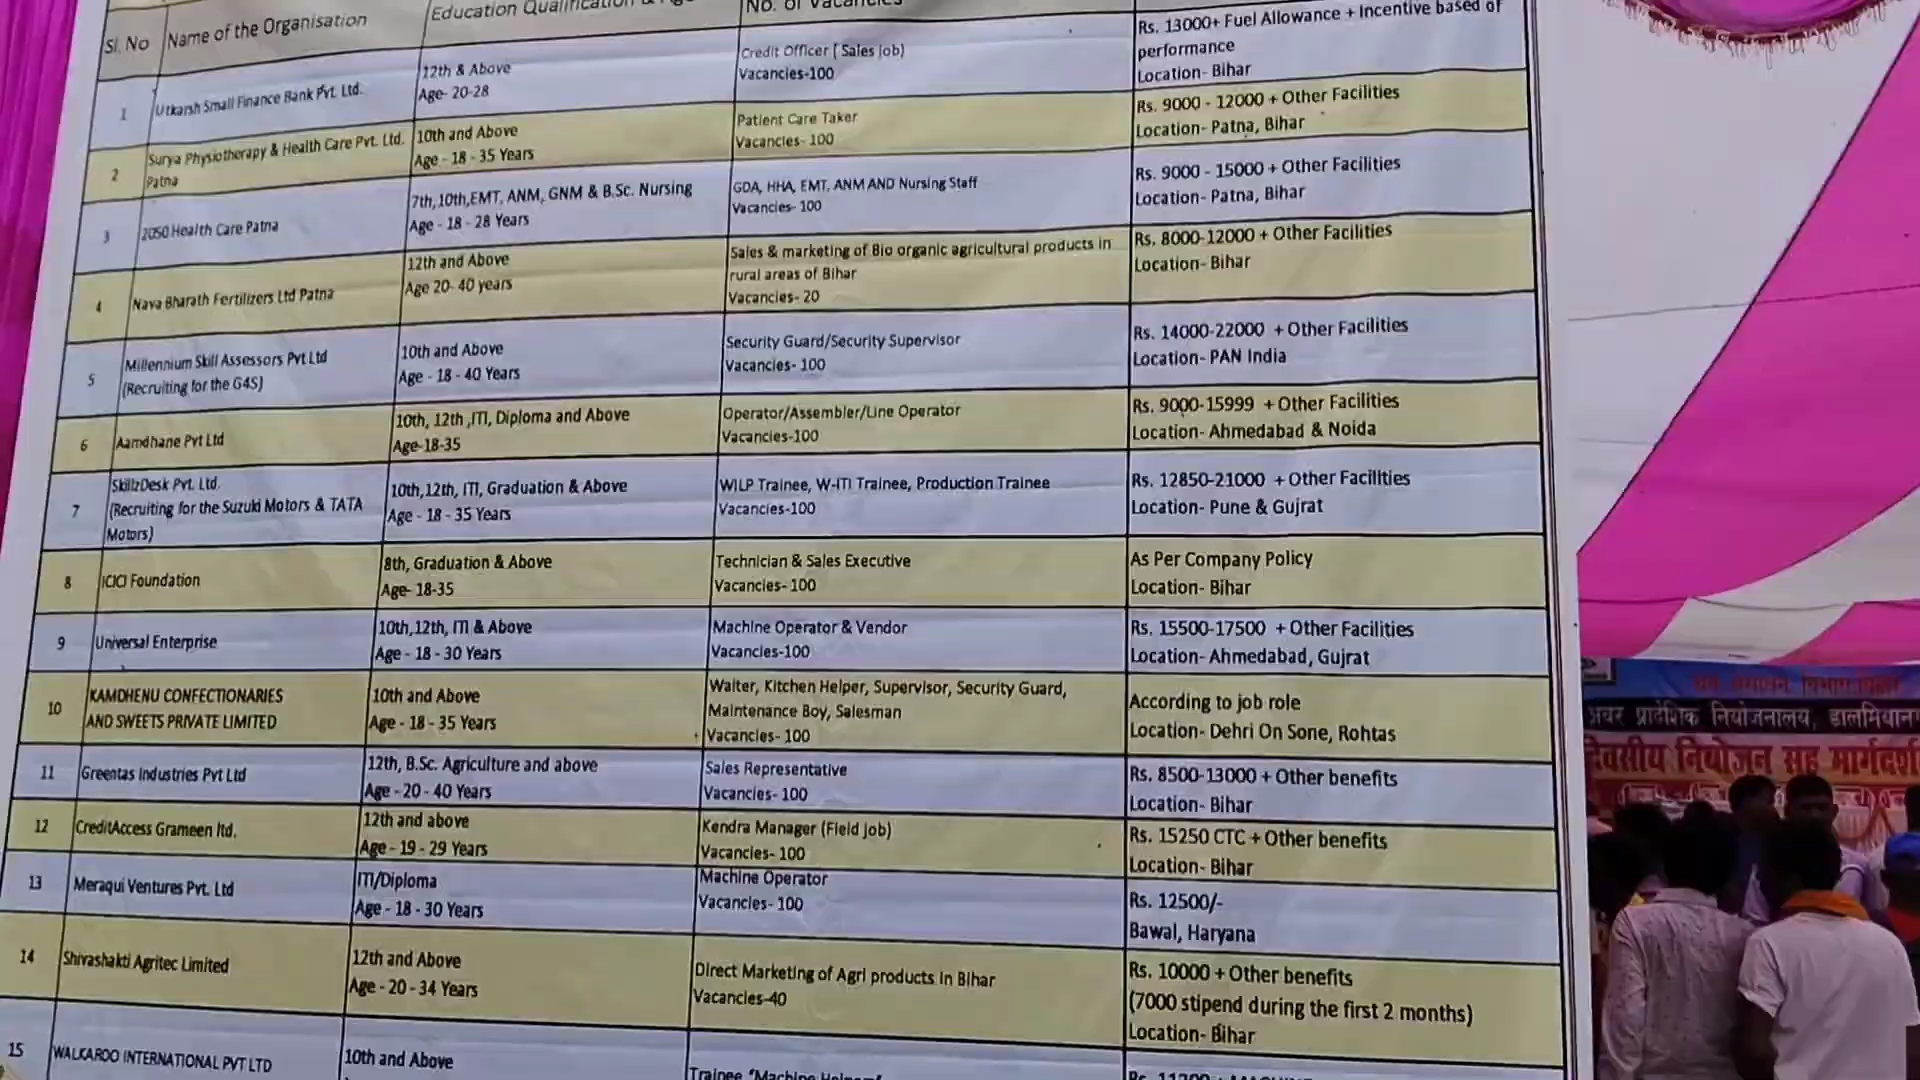 Sl. No
Name of the Organisation
Education Qualification &
No. of Vacancies
1
Utkarsh Small Finance Bank Pvt. Ltd.
12th & Above
Age- 20-28
Credit Officer ( Sales Job)
Vacancies-100
Rs. 13000+ Fuel Allowance + Incentive based of
performance
Location- Bihar
2
Surya Physiotherapy & Health Care Pvt. Ltd.
Patna
10th and Above
Age - 18 - 35 Years
Patient Care Taker
Vacancies- 100
Rs. 9000 - 12000 + Other Facilities
Location- Patna, Bihar
3
2050 Health Care Patna
7th,10th,EMT, ANM, GNM & B.Sc. Nursing
Age - 18 - 28 Years
GDA, HHA, EMT, ANM AND Nursing Staff
Vacancies- 100
Rs. 9000 - 15000 + Other Facilities
Location- Patna, Bihar
4
Nava Bharath Fertilizers Ltd Patna
12th and Above
Age 20- 40 years
Sales & marketing of Bio organic agricultural products in
rural areas of Bihar
Vacancies- 20
Rs. 8000-12000 + Other Facilities
Location- Bihar
5
Millennium Skill Assessors Pvt Ltd
(Recruiting for the G4S)
10th and Above
Age - 18 - 40 Years
Security Guard/Security Supervisor
Vacancies- 100
Rs. 14000-22000 + Other Facilities
Location- PAN India
6
Aamdhane Pvt Ltd
10th, 12th ,ITI, Diploma and Above
Age-18-35
Operator/Assembler/Line Operator
Vacancies-100
Rs. 9000-15999 + Other Facilities
Location- Ahmedabad & Noida
7
SkillzDesk Pvt. Ltd.
(Recruiting for the Suzuki Motors & TATA
Motors)
10th,12th, ITI, Graduation & Above
Age - 18 - 35 Years
WILP Trainee, W-ITI Trainee, Production Trainee
Vacancies-100
Rs. 12850-21000 + Other Facilities
Location- Pune & Gujrat
8
ICICI Foundation
8th, Graduation & Above
Age- 18-35
Technician & Sales Executive
Vacancies- 100
As Per Company Policy
Location- Bihar
9
Universal Enterprise
10th,12th, ITI & Above
Age - 18 - 30 Years
Machine Operator & Vendor
Vacancies-100
Rs. 15500-17500 + Other Facilities
Location- Ahmedabad, Gujrat
10
KAMDHENU CONFECTIONARIES
AND SWEETS PRIVATE LIMITED
10th and Above
Age - 18 - 35 Years
Waiter, Kitchen Helper, Supervisor, Security Guard,
Maintenance Boy, Salesman
Vacancies- 100
According to job role
Location- Dehri On Sone, Rohtas
11
Greentas Industries Pvt Ltd
12th, B.Sc. Agriculture and above
Age - 20 - 40 Years
Sales Representative
Vacancies- 100
Rs. 8500-13000 + Other benefits
Location- Bihar
12
CreditAccess Grameen ltd.
12th and above
Age - 19 - 29 Years
Kendra Manager (Field job)
Vacancies- 100
Rs. 15250 CTC + Other benefits
Location- Bihar
13
Meraqui Ventures Pvt. Ltd
ITI/Diploma
Age - 18 - 30 Years
Machine Operator
Vacancies- 100
Rs. 12500/-
Bawal, Haryana
14
Shivashakti Agritec Limited
12th and Above
Age - 20 - 34 Years
Direct Marketing of Agri products in Bihar
Vacancies-40
Rs. 10000 + Other benefits
(7000 stipend during the first 2 months)
Location- Bihar
15
WALKAROO INTERNATIONAL PVT LTD
10th and Above
Trainee "Machine Helpers"
अवर प्रादेशिक नियोजनालय, डालमियान
दिवसीय नियोजन सह मार्गदर्श